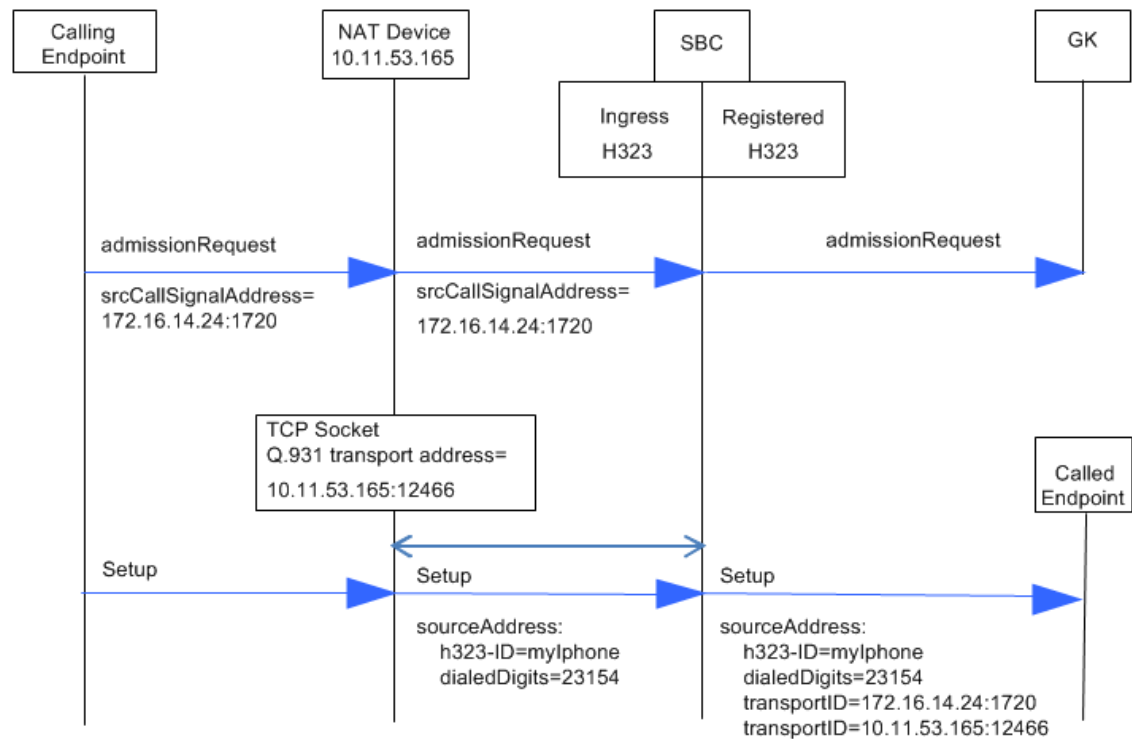 Calling
Endpoint
NAT Device
10.11.53.165
SBC
GK
Ingress
H323
Registered
H323
admissionRequest
admissionRequest
admissionRequest
srcCallSignalAddress=
172.16.14.24:1720
srcCallSignalAddress=
172.16.14.24:1720
TCP Socket
Q.931 transport address=
10.11.53.165:12466
Called
Endpoint
Setup
Setup
Setup
sourceAddress:
h323-ID=myIphone
dialedDigits=23154
sourceAddress:
h323-ID=myIphone
dialedDigits=23154
transportID=172.16.14.24:1720
transportID=10.11.53.165:12466